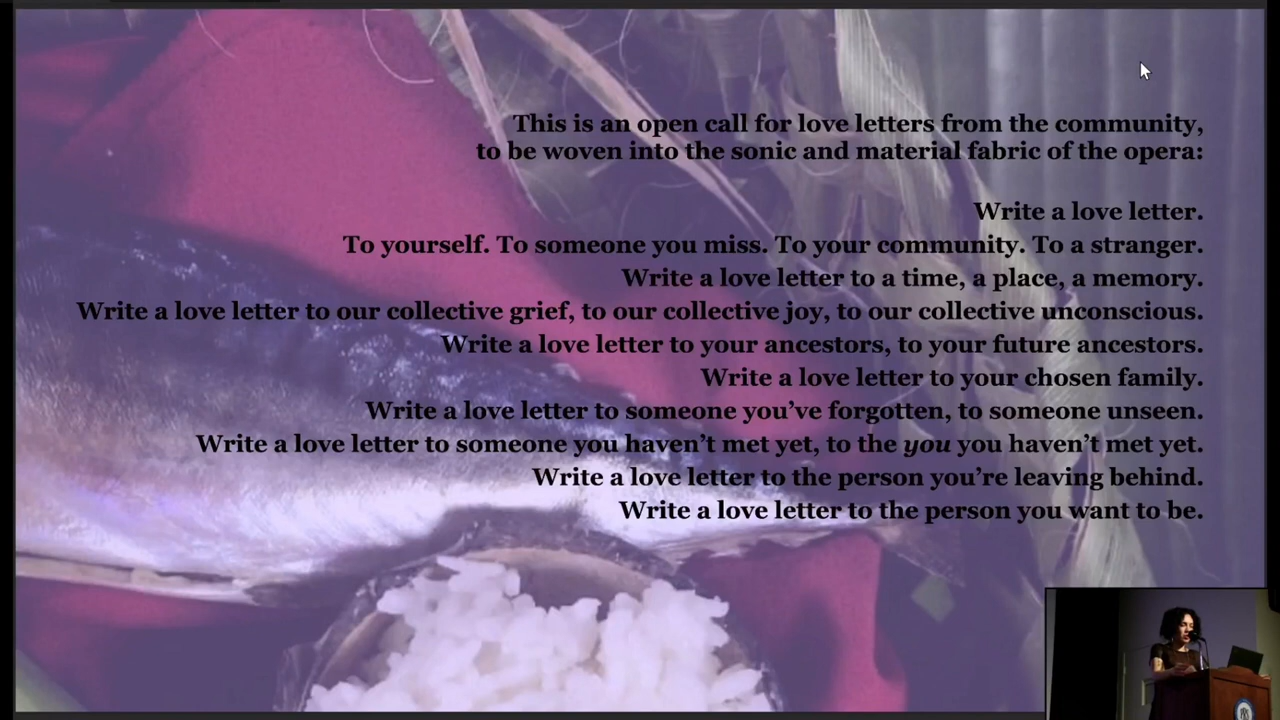 This is an open call for love letters from the community,
to be woven into the sonic and material fabric of the opera:
Write a love letter.
To yourself. To someone you miss. To your community. To a stranger.
Write a love letter to a time, a place, a memory.
Write a love letter to our collective grief, to our collective joy, to our collective unconscious.
Write a love letter to your ancestors, to your future ancestors.
Write a love letter to your chosen family.
Write a love letter to someone you’ve forgotten, to someone unseen.
Write a love letter to someone you haven’t met yet, to the you you haven’t met yet.
Write a love letter to the person you’re leaving behind.
Write a love letter to the person you want to be.